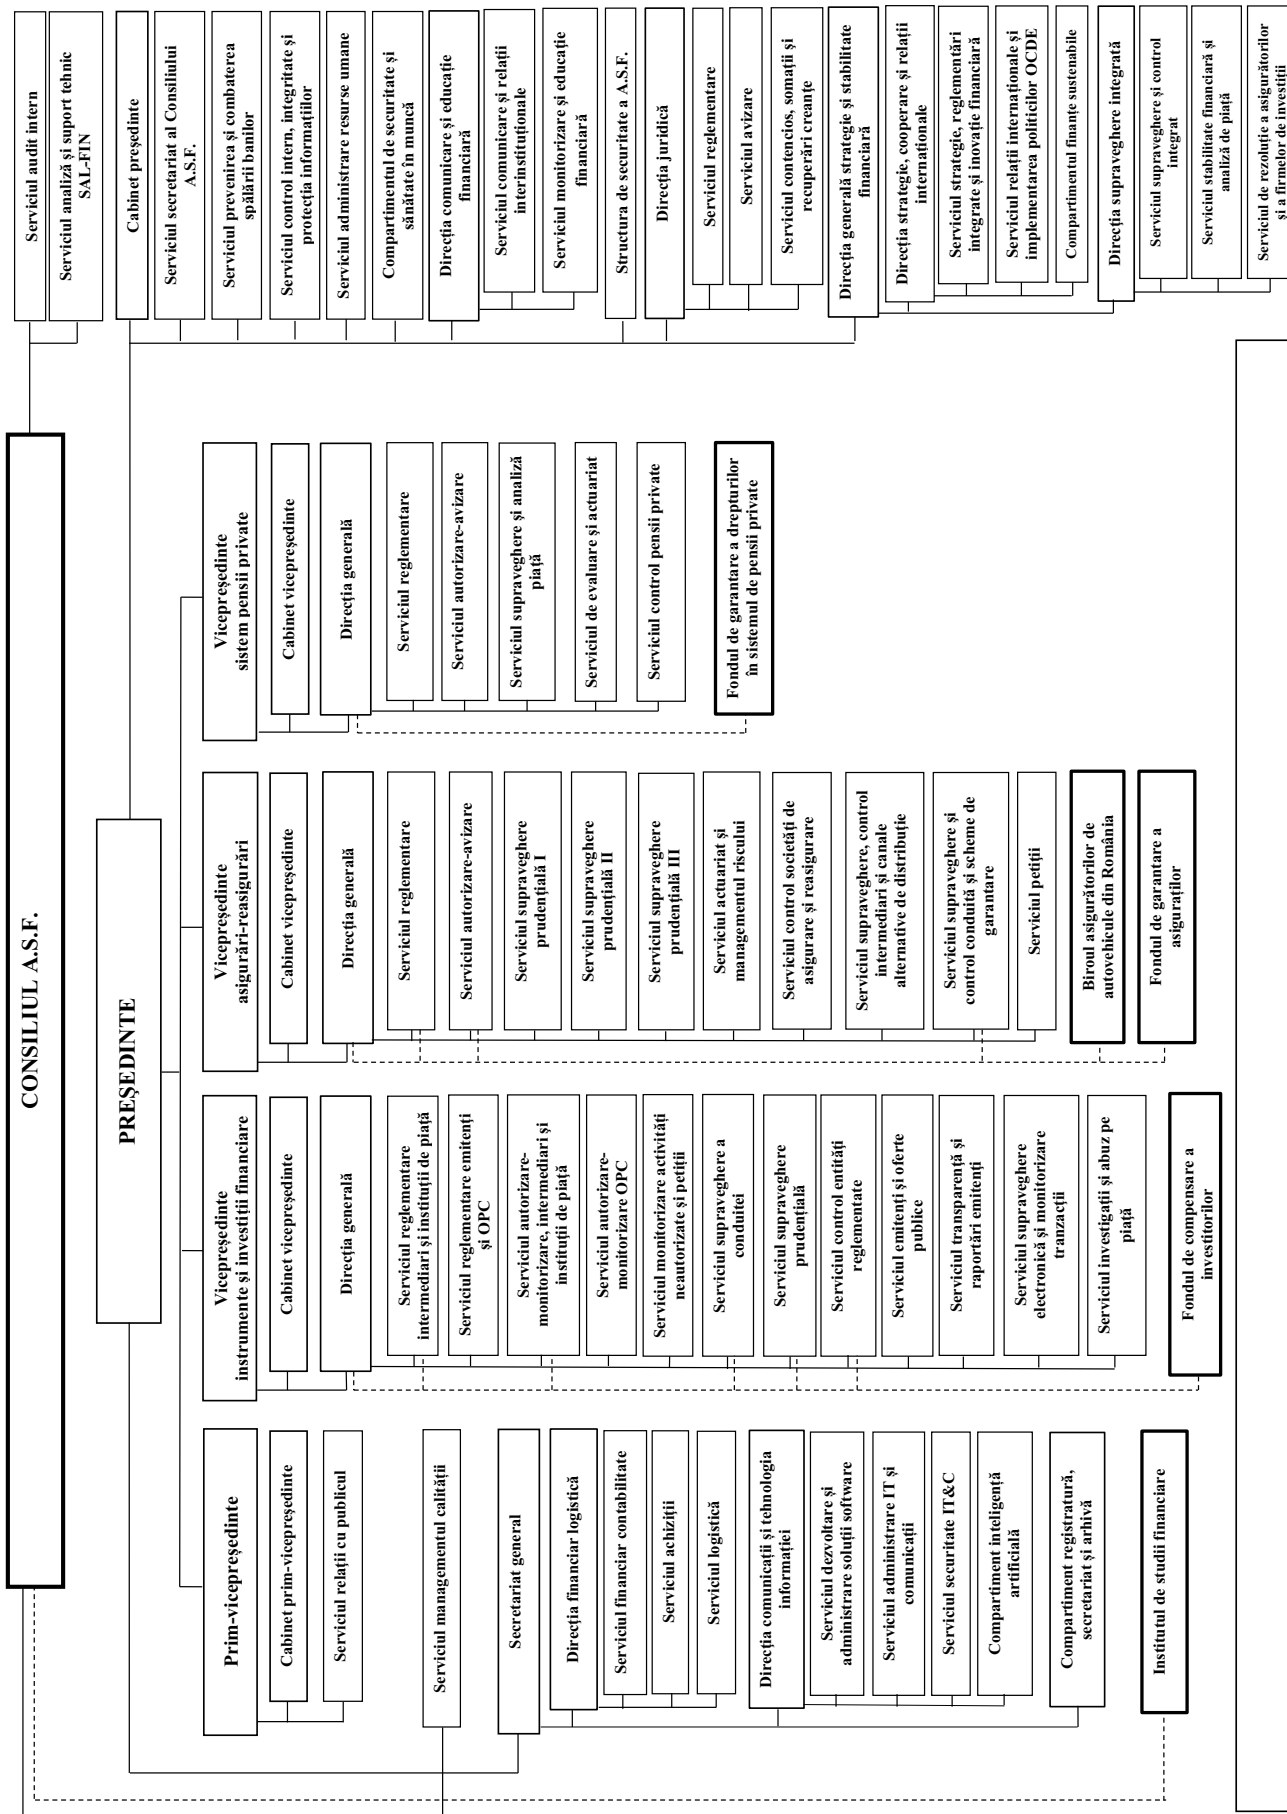 CONSILIUL A.S.F.
PREȘEDINTE
Prim-vicepreședinte
Cabinet prim-vicepreședinte
Serviciul relații cu publicul
Serviciul managementul calității
Secretariat general
Direcția financiar logistică
Serviciul financiar contabilitate
Serviciul achiziții
Serviciul logistică
Direcția comunicații și tehnologia
informației
Serviciul dezvoltare și
administrare soluții software
Serviciul administrare IT și
comunicații
Serviciul securitate IT&C
Compartiment inteligență
artificială
Compartiment registratură,
secretariat și arhivă
Institutul de studii financiare
Vicepreședinte
instrumente și investiții financiare
Cabinet vicepreședinte
Direcția generală
Serviciul reglementare
intermediari și instituții de piață
Serviciul reglementare emitenți
și OPC
Serviciul autorizare-
monitorizare, intermediari și
instituții de piață
Serviciul autorizare-
monitorizare OPC
Serviciul monitorizare activități
neautorizate și petiții
Serviciul supraveghere a
conduitei
Serviciul supraveghere
prudențială
Serviciul control entități
reglementate
Serviciul emitenți și oferte
publice
Serviciul transparență și
raportări emitenți
Serviciul supraveghere
electronică și monitorizare
tranzacții
Serviciul investigații și abuz pe
piață
Fondul de compensare a
investitorilor
Vicepreședinte
asigurări-reasigurări
Cabinet vicepreședinte
Direcția generală
Serviciul reglementare
Serviciul autorizare-avizare
Serviciul supraveghere
prudențială I
Serviciul supraveghere
prudențială II
Serviciul supraveghere
prudențială III
Serviciul actuariat și
managementul riscului
Serviciul control societăți de
asigurare și reasigurare
Serviciul supraveghere, control
intermediari și canale
alternative de distribuție
Serviciul supraveghere și
control conduită și scheme de
garantare
Serviciul petiții
Biroul asigurătorilor de
autovehicule din România
Fondul de garantare a
asiguraților
Vicepreședinte
sistem pensii private
Cabinet vicepreședinte
Direcția generală
Serviciul reglementare
Serviciul autorizare-avizare
Serviciul supraveghere și analiză
piață
Serviciul de evaluare și actuariat
Serviciul control pensii private
Fondul de garantare a drepturilor
în sistemul de pensii private
Serviciul audit intern
Serviciul analiză și suport tehnic
SAL-FIN
Cabinet președinte
Serviciul secretariat al Consiliului
A.S.F.
Serviciul prevenirea și combaterea
spălării banilor
Serviciul control intern, integritate și
protecția informațiilor
Serviciul administrare resurse umane
Compartimentul de securitate și
sănătate în muncă
Direcția comunicare și educație
financiară
Serviciul comunicare și relații
interinstituționale
Serviciul monitorizare și educație
financiară
Structura de securitate a A.S.F.
Direcția juridică
Serviciul reglementare
Serviciul avizare
Serviciul contencios, somații și
recuperări creanțe
Direcția generală strategie și stabilitate
financiară
Direcția strategie, cooperare și relații
internaționale
Serviciul strategie, reglementări
integrate și inovație financiară
Serviciul relații internaționale și
implementarea politicilor OCDE
Compartimentul finanțe sustenabile
Direcția supraveghere integrată
Serviciul supraveghere și control
integrat
Serviciul stabilitate financiară și
analiză de piață
Serviciul de rezoluție a asigurătorilor
și a firmelor de investiții